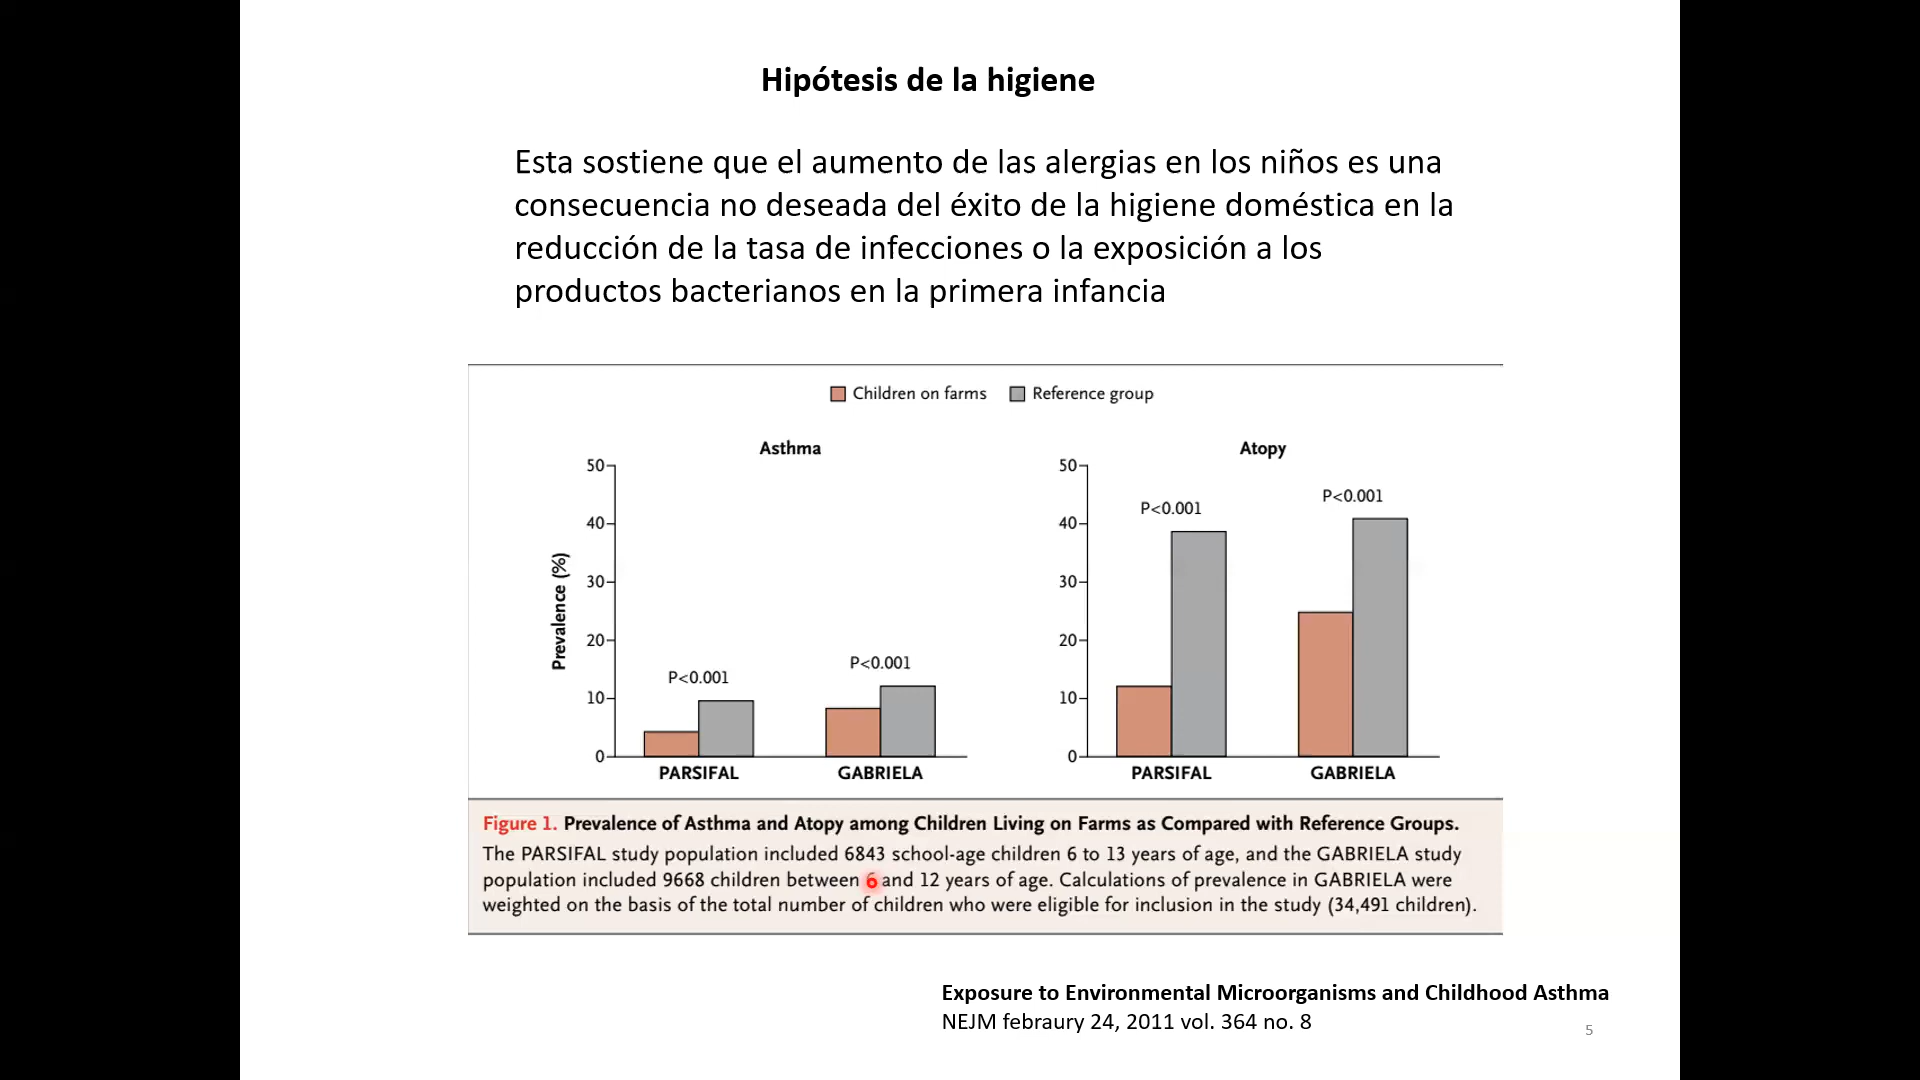 Hipótesis de la higiene
Esta sostiene que el aumento de las alergias en los niños es una
consecuencia no deseada del éxito de la higiene doméstica en la
reducción de la tasa de infecciones o la exposición a los
productos bacterianos en la primera infancia
Children on farms Reference group
Asthma
50
40
30
20
10
0
Prevalence (%)
P<0.001
P<0.001
PARSIFAL GABRIELA
Atopy
50
40
30
20
10
0
P<0.001
P<0.001
PARSIFAL GABRIELA
Figure 1. Prevalence of Asthma and Atopy among Children Living on Farms as Compared with Reference Groups.
The PARSIFAL study population included 6843 school-age children 6 to 13 years of age, and the GABRIELA study
population included 9668 children between 6 and 12 years of age. Calculations of prevalence in GABRIELA were
weighted on the basis of the total number of children who were eligible for inclusion in the study (34,491 children).
Exposure to Environmental Microorganisms and Childhood Asthma
NEJM febraury 24, 2011 vol. 364 no. 8
5